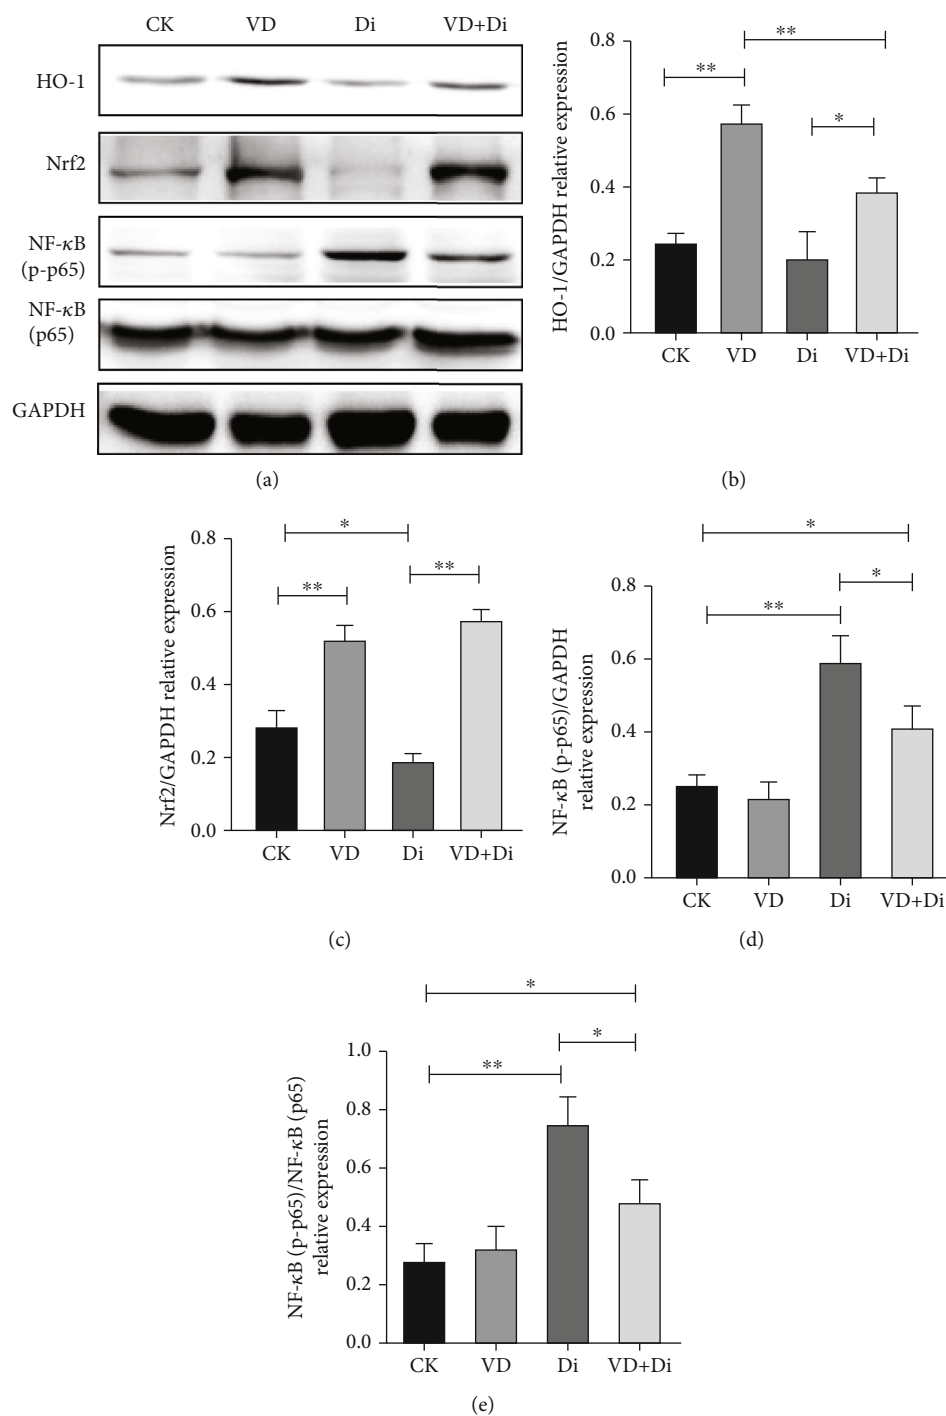 CK VD Di VD+Di
HO-1
Nrf2
NF-κB
(p-p65)
NF-κB
(p65)
GAPDH
(a)
HO-1/GAPDH relative expression
0.8
0.6
0.4
0.2
0.0
**
**
*
CK VD Di VD+Di
(b)
Nrf2/GAPDH relative expression
0.8
0.6
0.4
0.2
0.0
*
**
**
CK VD Di VD+Di
(c)
NF-κB (p-p65)/GAPDH
relative expression
0.8
0.6
0.4
0.2
0.0
*
*
**
CK VD Di VD+Di
(d)
NF-κB (p-p65)/NF-κB (p65)
relative expression
1.0
0.8
0.6
0.4
0.2
0.0
*
*
**
CK VD Di VD+Di
(e)